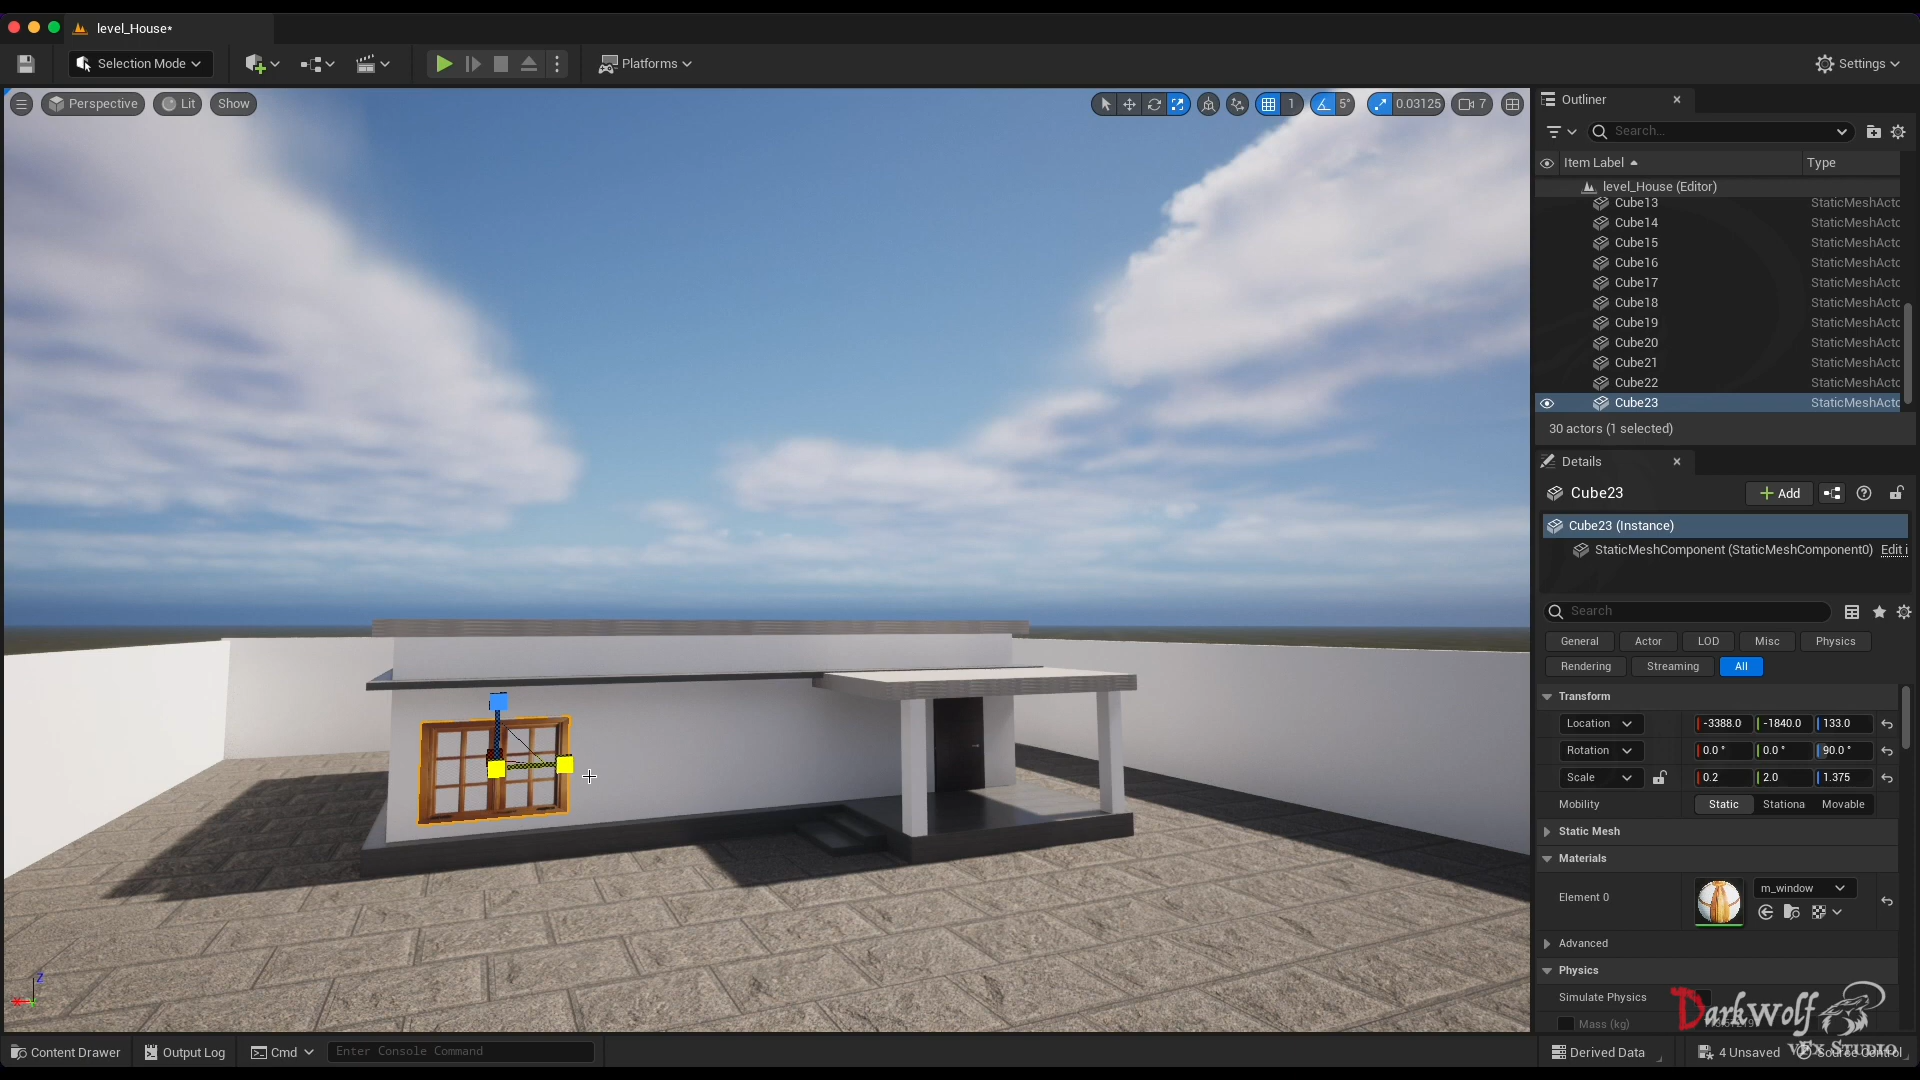 level_House*
Selection Mode
Platforms
Settings
Perspective
Lit
Show
1
5°
0.03125
7
Outliner
Search...
Item Label
Type
level_House (Editor)
Cube13 StaticMeshActo
Cube14 StaticMeshActo
Cube15 StaticMeshActo
Cube16 StaticMeshActo
Cube17 StaticMeshActo
Cube18 StaticMeshActo
Cube19 StaticMeshActo
Cube20 StaticMeshActo
Cube21 StaticMeshActo
Cube22 StaticMeshActo
Cube23 StaticMeshActo
30 actors (1 selected)
Details
Cube23
Add
Cube23 (Instance)
StaticMeshComponent (StaticMeshComponent0) Edit i
Search
General Actor LOD Misc Physics
Rendering Streaming All
Transform
Location -3388.0 -1840.0 133.0
Rotation 0.0 ° 0.0 ° 90.0 °
Scale 0.2 2.0 1.375
Mobility Static Stationa Movable
Static Mesh
Materials
Element 0 m_window
Advanced
Physics
Simulate Physics
Mass (kg)
DarkWolf
VFx Studio
z
x
Content Drawer
Output Log
Cmd
Enter Console Command
Derived Data
4 Unsaved
Source Control